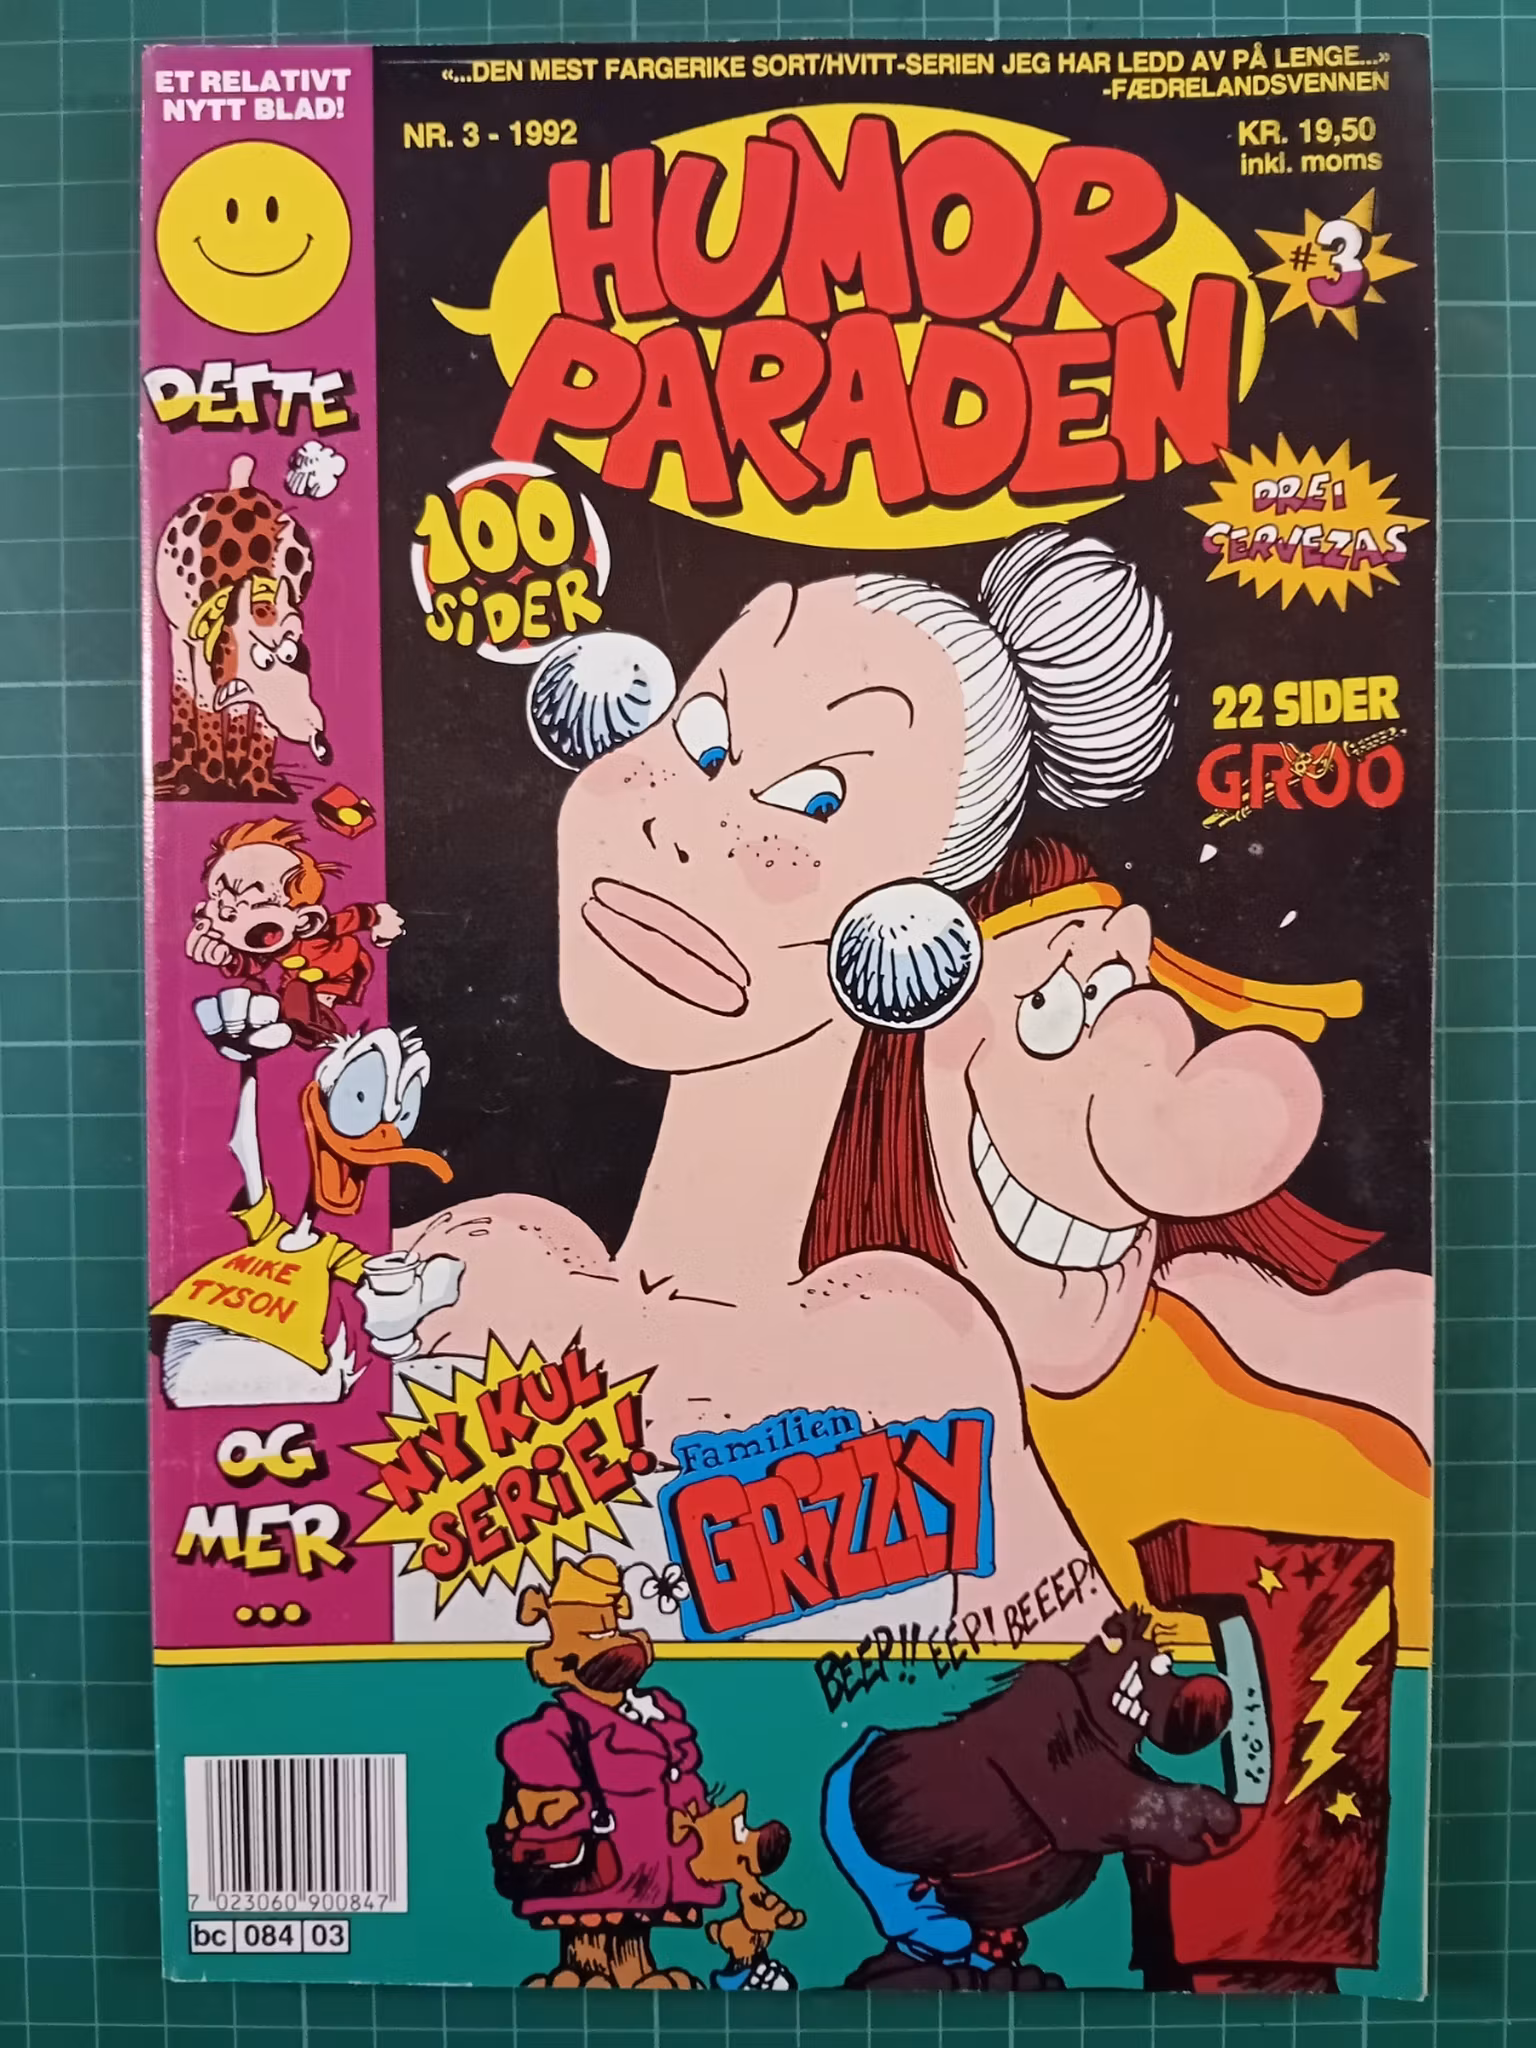 ET RELATIVT
NYTT BLAD!
«...DEN MEST FARGERIKE SORT/HVITT-SERIEN JEG HAR LEDD AV PÅ LENGE...»
-FÆDRELANDSVENNEN
NR. 3 - 1992
KR. 19,50
inkl. moms
HUMOR
PARADEN
#3
DETTE
100
SIDER
DREI
CERVEZAS
22 SIDER
GROO
MIKE
TYSON
OG
MER
...
NY KUL
SERIE!
Familien
GRIZZLY
BEEP!! EEP! BEEEP!
7 023060 900847
bc 084 03